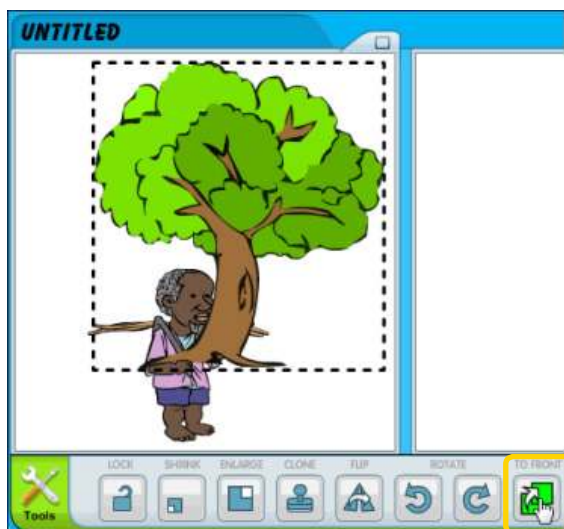 UNTITLED
LOCK SHRINK ENLARGE CLONE FLIP ROTATE TO FRONT
Tools